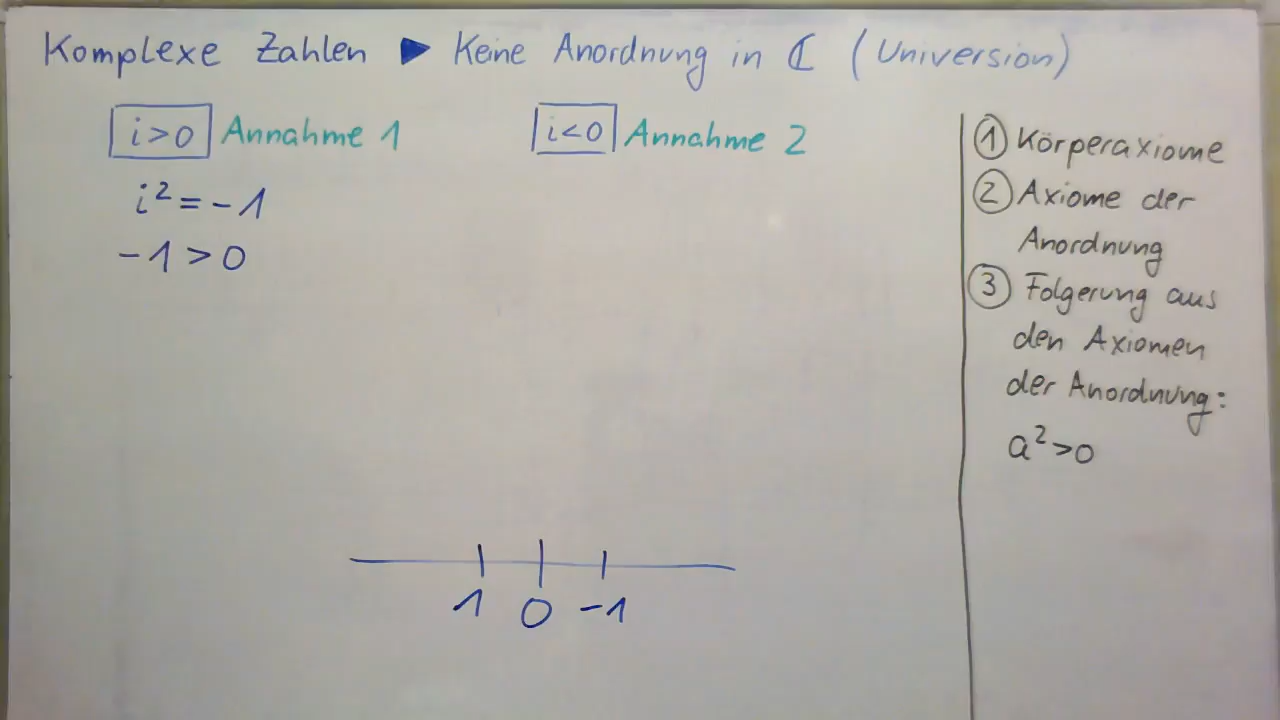 Komplexe Zahlen ▶ Keine Anordnung in ℂ (Universion)
i>0 Annahme 1
i² = -1
-1 > 0
i<0 Annahme 2
① Körperaxiome
② Axiome der
Anordnung
③ Folgerung aus
den Axiomen
der Anordnung:
a² > 0
1 0 -1